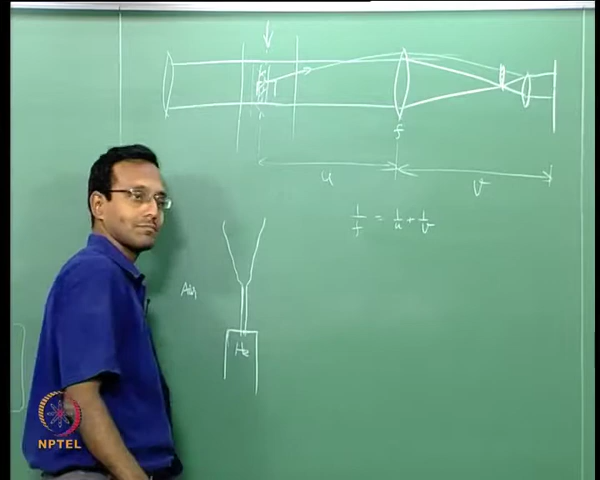 f
u
v
1/f = 1/u + 1/v
Air
He
NPTEL